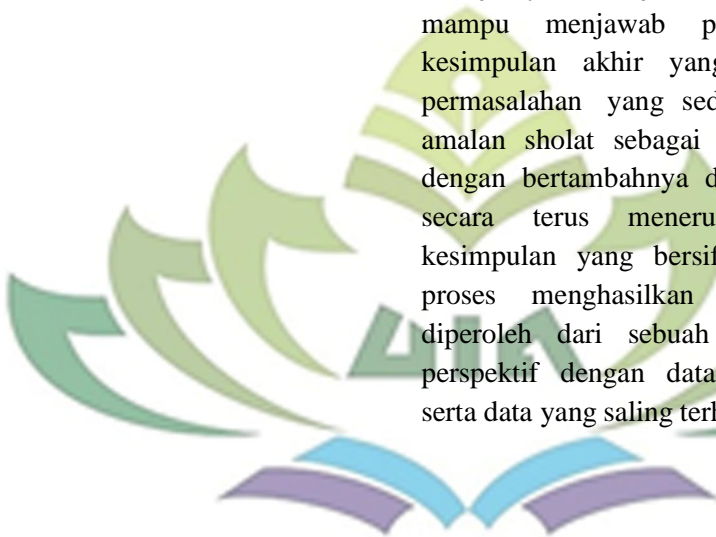 mampu menjawab p
kesimpulan akhir yang
permasalahan yang sed
amalan sholat sebagai
dengan bertambahnya d
secara terus meneru
kesimpulan yang bersif
proses menghasilkan
diperoleh dari sebuah
perspektif dengan data
serta data yang saling terh
UIN